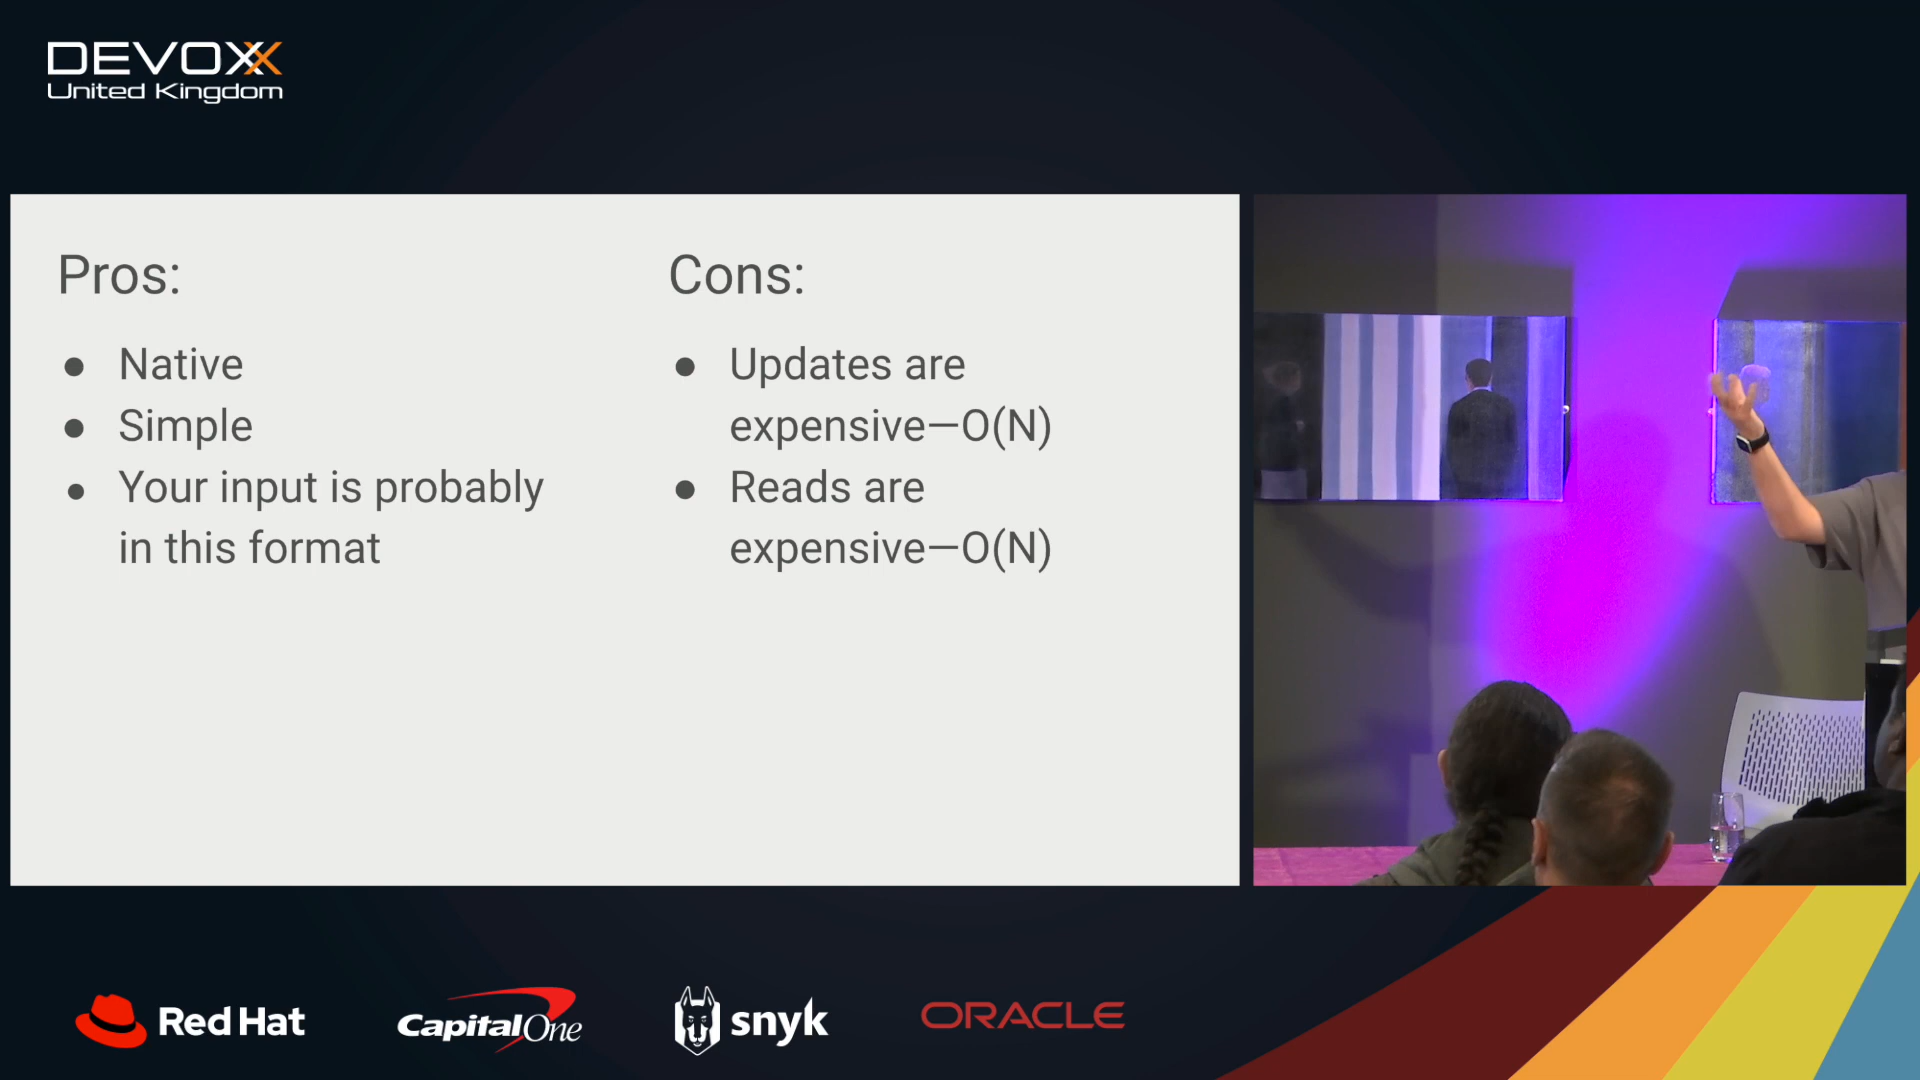 DEVOXX
United Kingdom
Pros:
● Native
● Simple
● Your input is probably
in this format
Cons:
● Updates are
expensive—O(N)
● Reads are
expensive—O(N)
Red Hat
CapitalOne
snyk
ORACLE